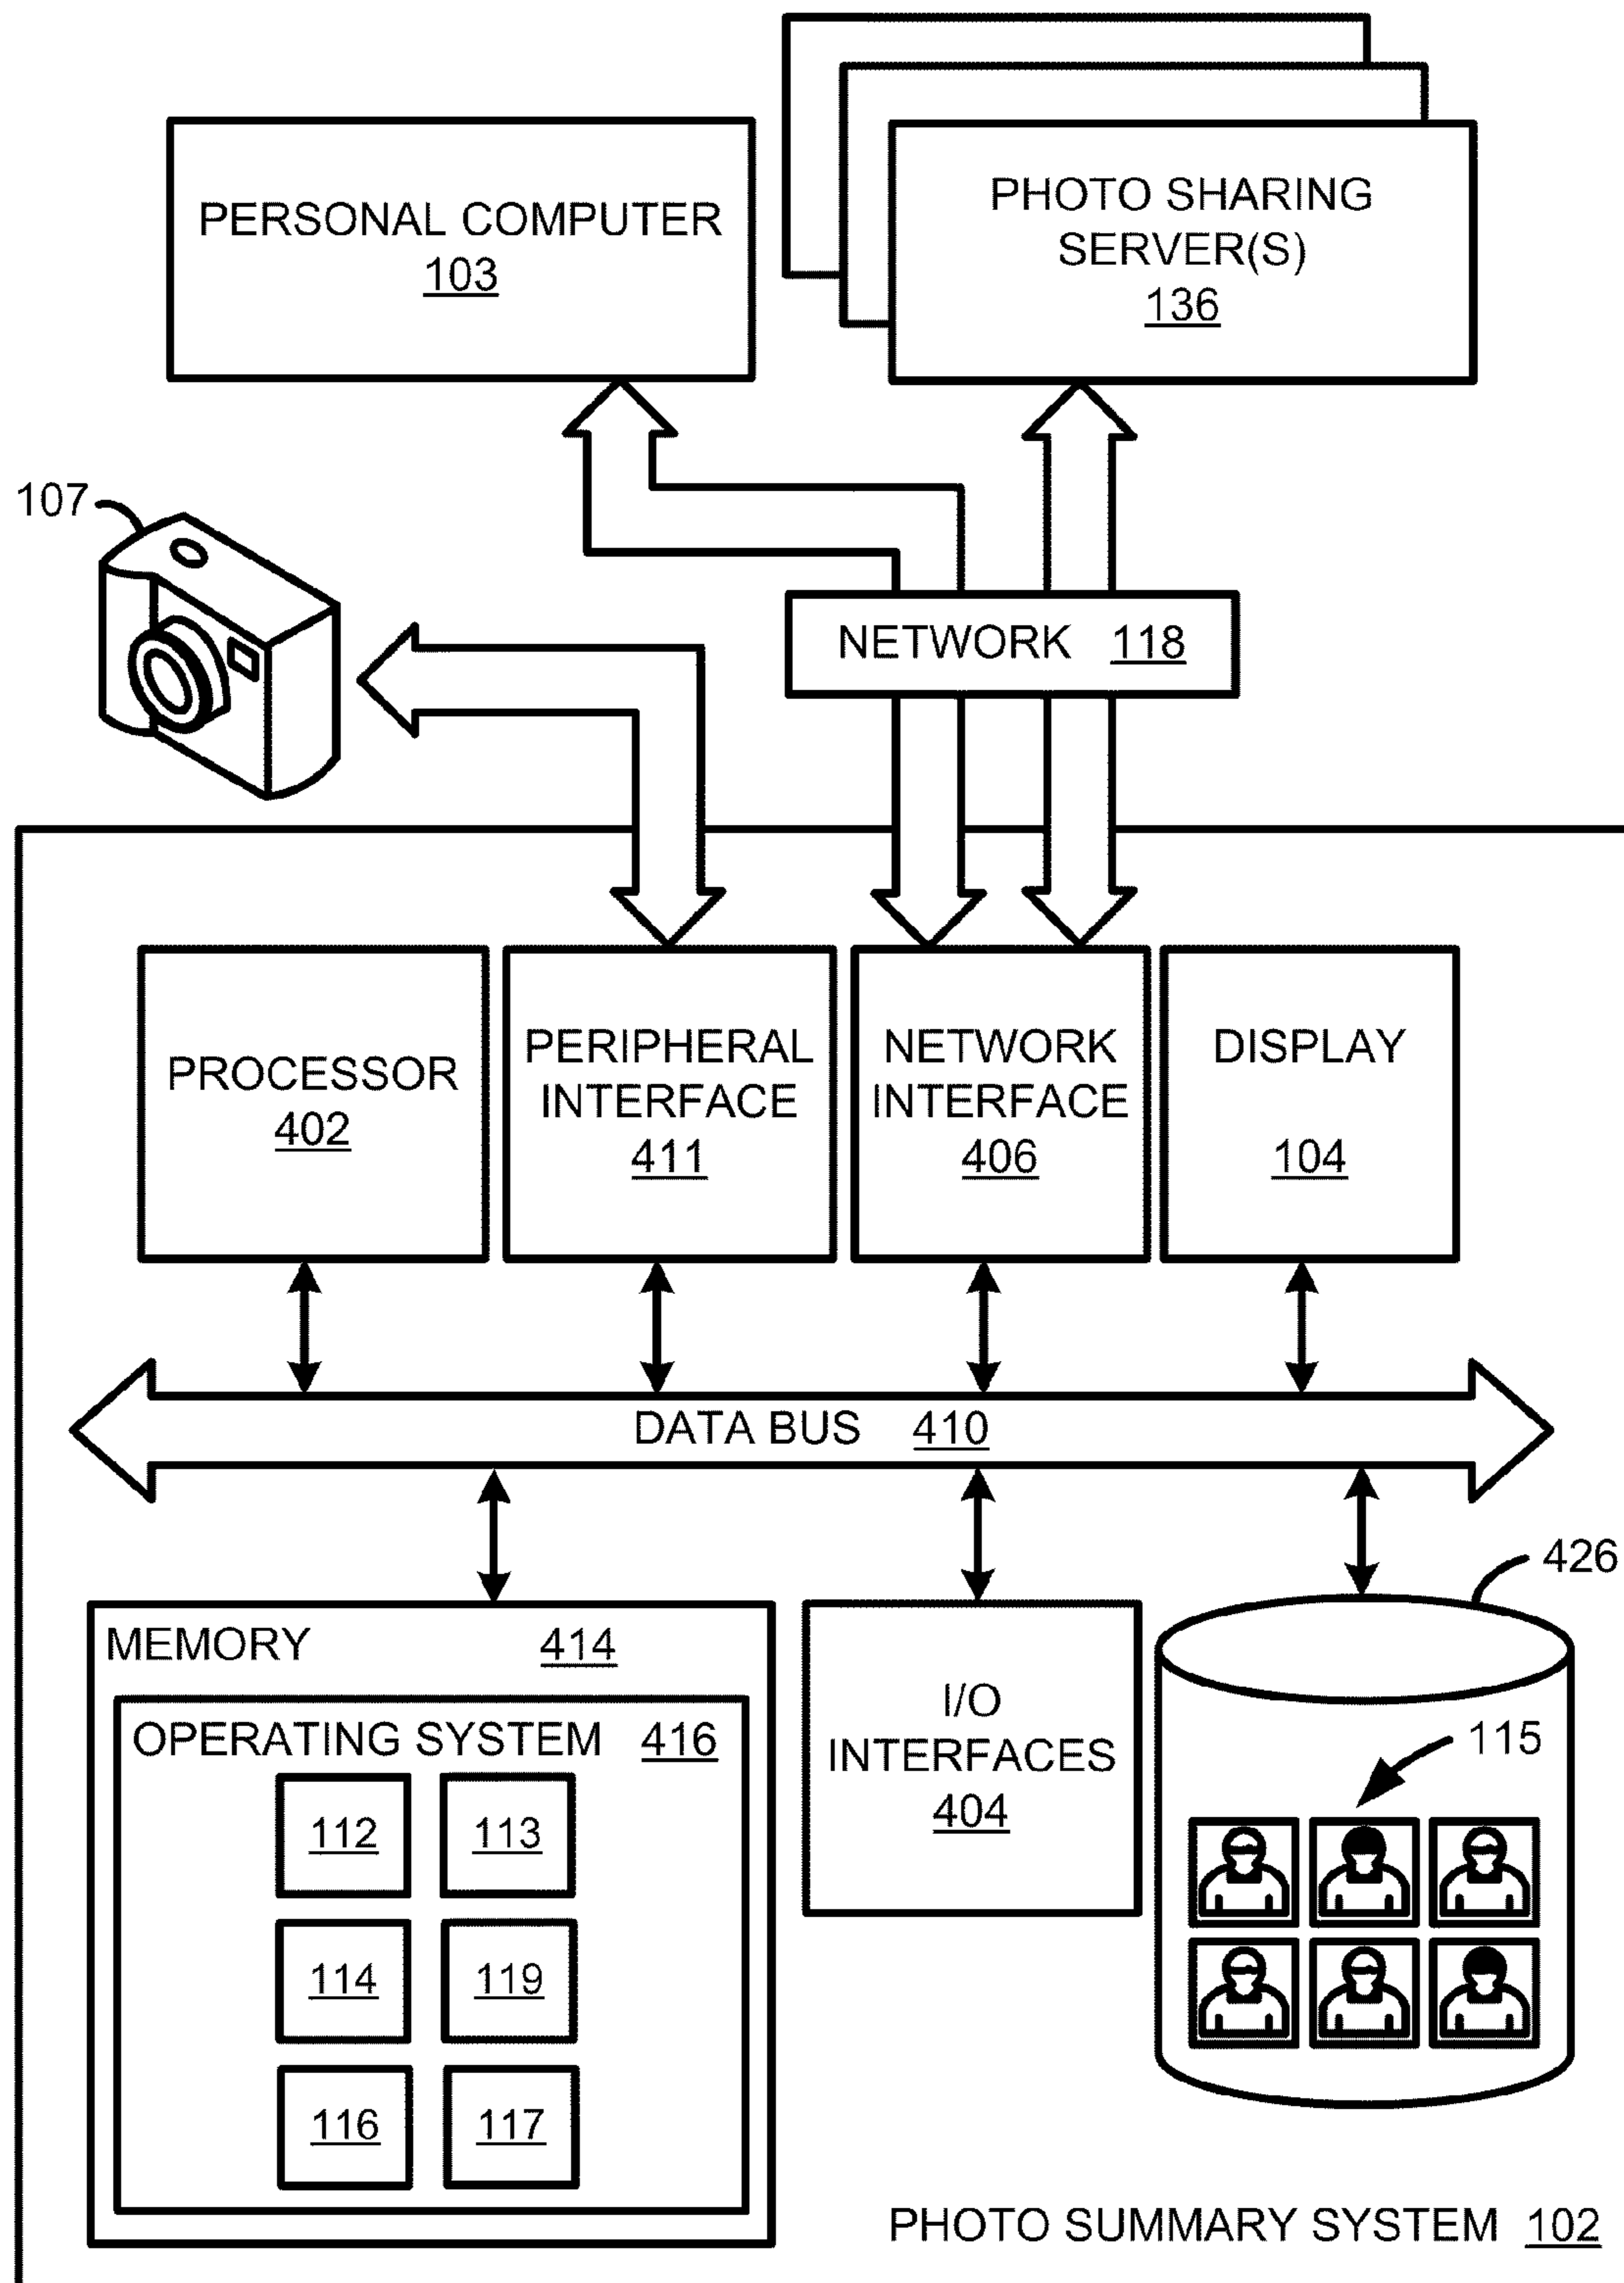 PERSONAL COMPUTER
103
PHOTO SHARING
SERVER(S)
136
107
NETWORK 118
PROCESSOR
402
PERIPHERAL
INTERFACE
411
NETWORK
INTERFACE
406
DISPLAY
104
DATA BUS 410
426
MEMORY 414
OPERATING SYSTEM 416
112 113
114 119
116 117
I/O
INTERFACES
404
115
PHOTO SUMMARY SYSTEM 102